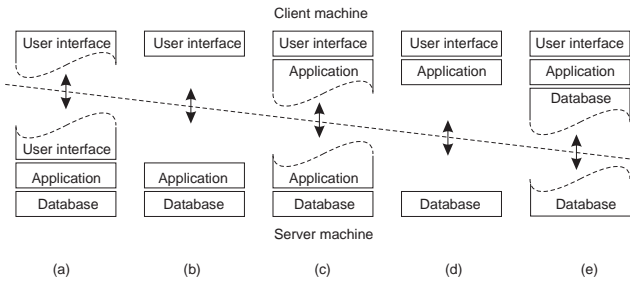 Client machine
User interface User interface User interface User interface User interface
Application Application Application
Database
User interface
Application Application Application
Database Database Database Database Database
Server machine
(a) (b) (c) (d) (e)